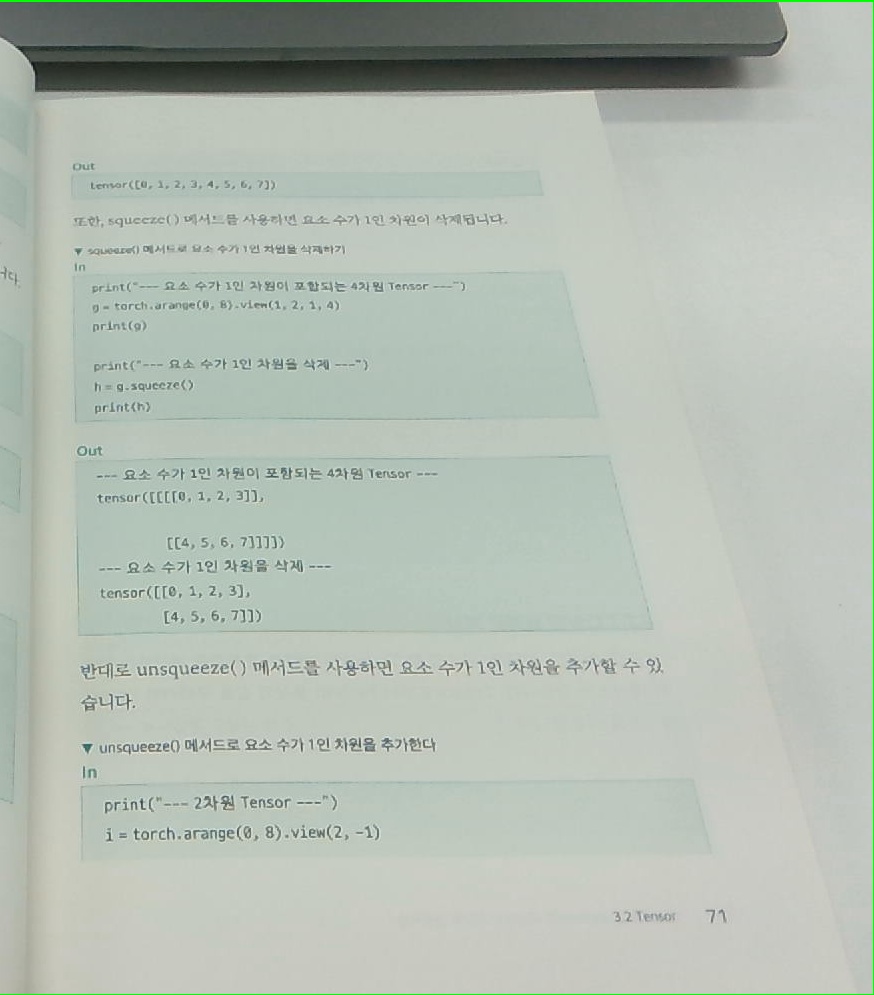 Out
tensor([0, 1, 2, 3, 4, 5, 6, 7])
또한, squeeze() 메서드를 사용하면 요소 수가 1인 차원이 삭제됩니다.
▼ squeeze() 메서드로 요소 수가 1인 차원을 삭제하기
In
print("--- 요소 수가 1인 차원이 포함되는 4차원 Tensor ---")
g = torch.arange(0, 8).view(1, 2, 1, 4)
print(g)
print("--- 요소 수가 1인 차원을 삭제 ---")
h = g.squeeze()
print(h)
Out
--- 요소 수가 1인 차원이 포함되는 4차원 Tensor ---
tensor([[[[0, 1, 2, 3]],
[[4, 5, 6, 7]]]])
--- 요소 수가 1인 차원을 삭제 ---
tensor([[0, 1, 2, 3],
[4, 5, 6, 7]])
반대로 unsqueeze() 메서드를 사용하면 요소 수가 1인 차원을 추가할 수 있
습니다.
▼ unsqueeze() 메서드로 요소 수가 1인 차원을 추가한다
In
print("--- 2차원 Tensor ---")
i = torch.arange(0, 8).view(2, -1)
3.2 Tensor 71